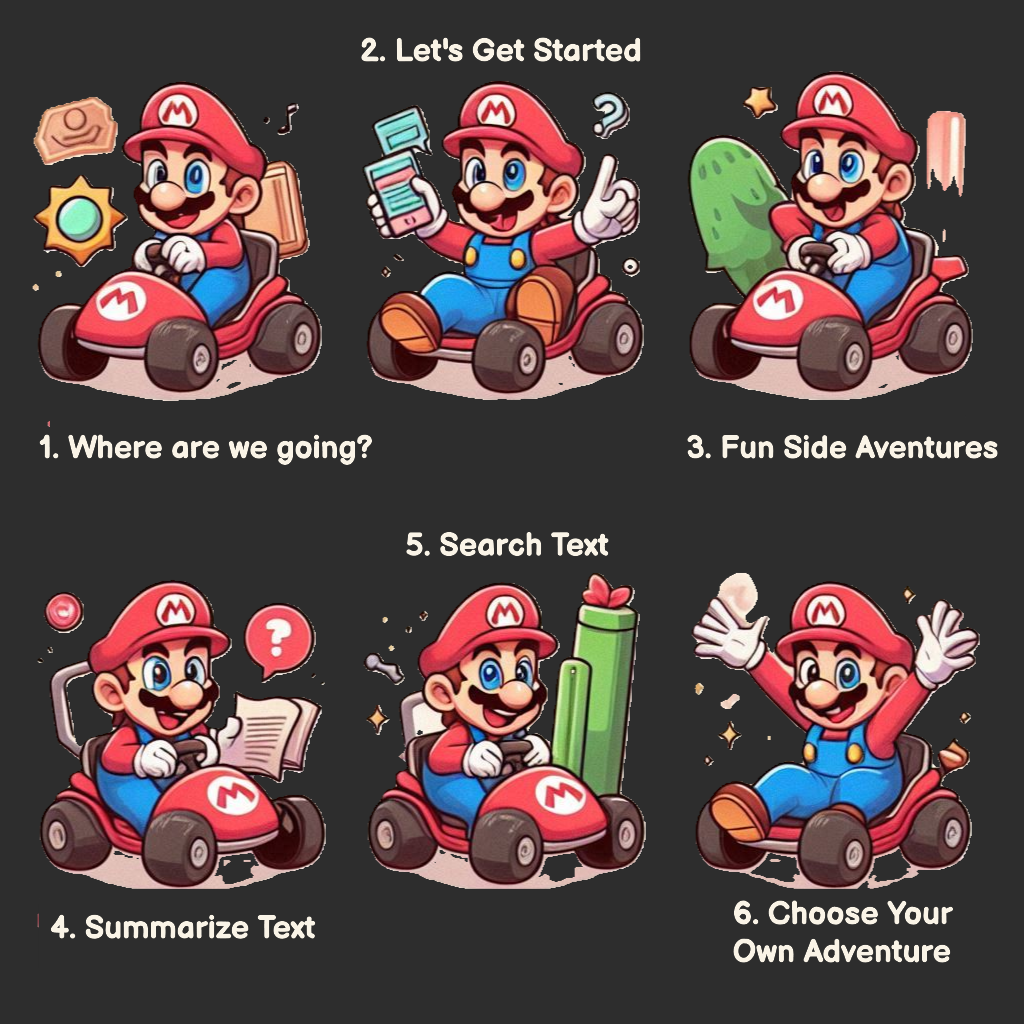 2. Let's Get Started
1. Where are we going?
3. Fun Side Aventures
5. Search Text
4. Summarize Text
6. Choose Your
Own Adventure